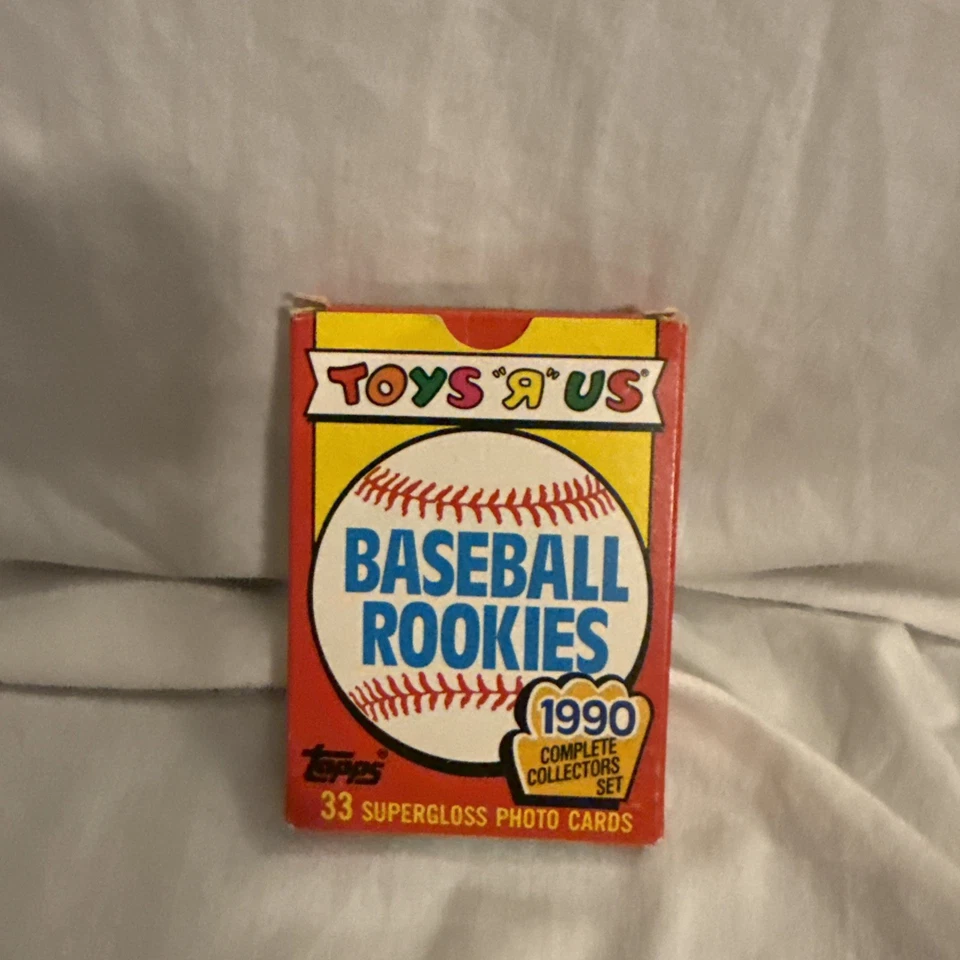 TOYS "Я" US®
BASEBALL
ROOKIES
1990
COMPLETE
COLLECTORS
SET
topps®
33 SUPERGLOSS PHOTO CARDS